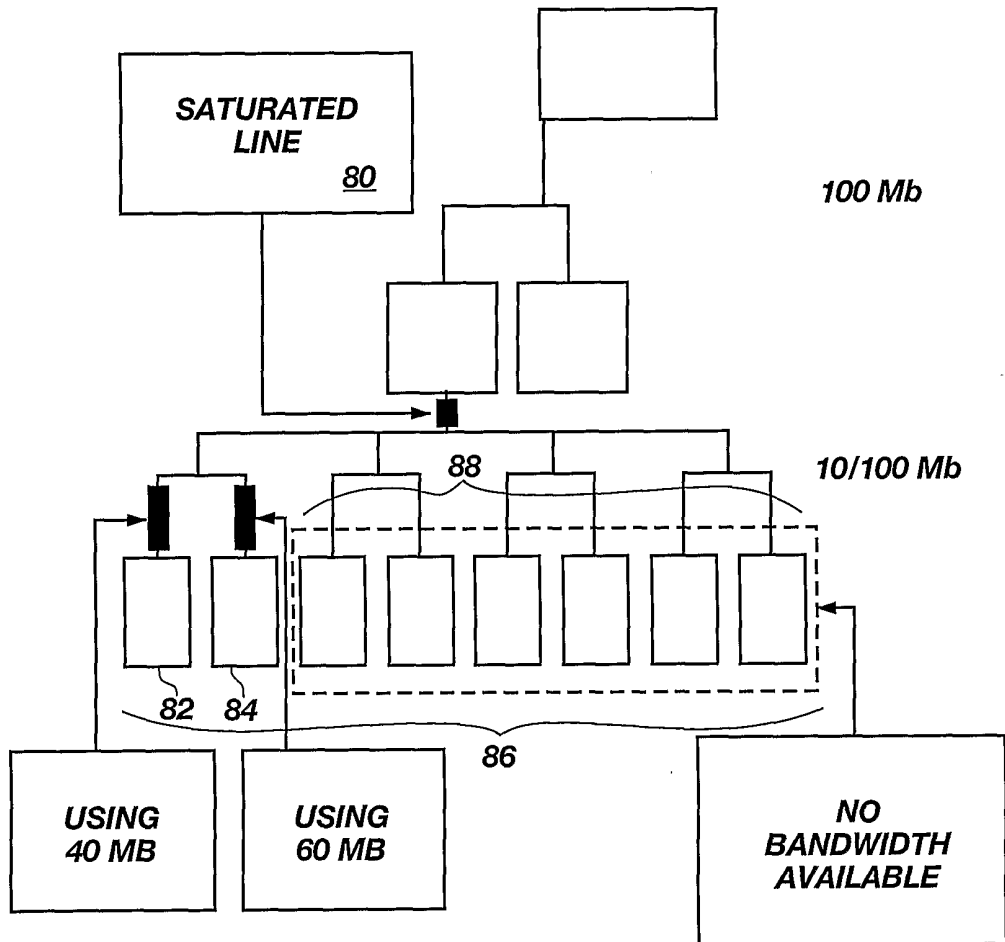 SATURATED
LINE
80
100 Mb
88
10/100 Mb
82
84
86
USING
40 MB
USING
60 MB
NO
BANDWIDTH
AVAILABLE